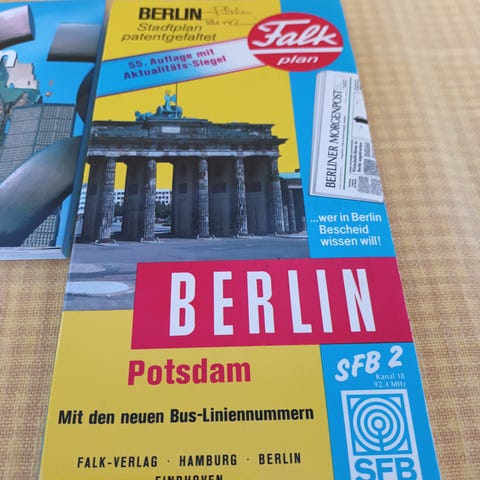 BERLIN
Stadtplan
patentgefaltet
Falk
plan
55. Auflage mit
Aktualitäts-Siegel
BERLINER MORGENPOST
...wer in Berlin
Bescheid
wissen will!
BERLIN
Potsdam
SFB 2
Kanal 18
92,4 MHz
Mit den neuen Bus-Liniennummern
FALK-VERLAG · HAMBURG · BERLIN
EINDHOVEN
SFB